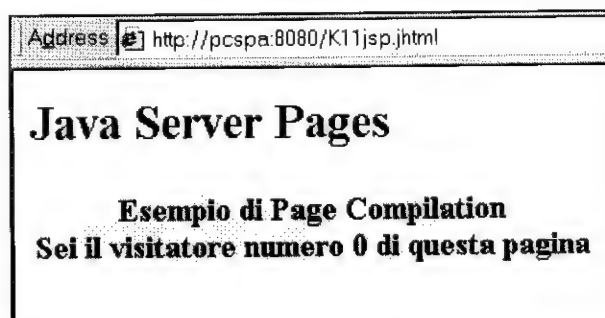 Address http://pcspa:8080/K11jsp.jhtml
Java Server Pages
Esempio di Page Compilation
Sei il visitatore numero 0 di questa pagina